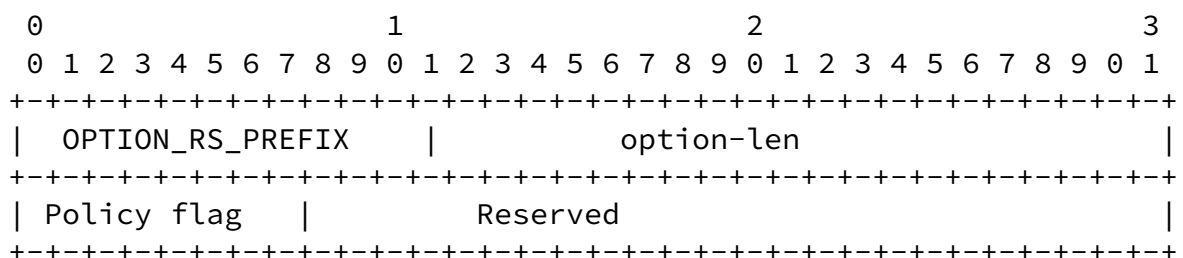 0                   1                   2                   3
 0 1 2 3 4 5 6 7 8 9 0 1 2 3 4 5 6 7 8 9 0 1 2 3 4 5 6 7 8 9 0 1
+-+-+-+-+-+-+-+-+-+-+-+-+-+-+-+-+-+-+-+-+-+-+-+-+-+-+-+-+-+-+-+-+
|  OPTION_RS_PREFIX    |          option-len                    |
+-+-+-+-+-+-+-+-+-+-+-+-+-+-+-+-+-+-+-+-+-+-+-+-+-+-+-+-+-+-+-+-+
| Policy flag   |         Reserved                              |
+-+-+-+-+-+-+-+-+-+-+-+-+-+-+-+-+-+-+-+-+-+-+-+-+-+-+-+-+-+-+-+-+